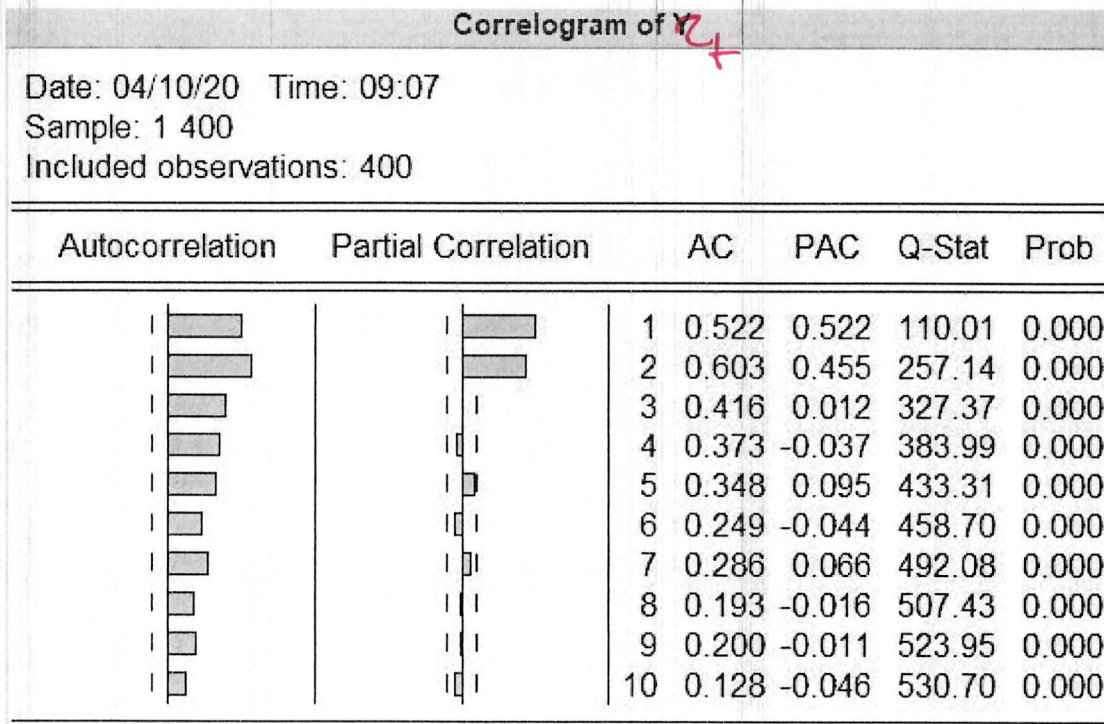 Correlogram of Y
Date: 04/10/20 Time: 09:07
Sample: 1 400
Included observations: 400
Autocorrelation Partial Correlation AC PAC Q-Stat Prob
1 0.522 0.522 110.01 0.000
2 0.603 0.455 257.14 0.000
3 0.416 0.012 327.37 0.000
4 0.373 -0.037 383.99 0.000
5 0.348 0.095 433.31 0.000
6 0.249 -0.044 458.70 0.000
7 0.286 0.066 492.08 0.000
8 0.193 -0.016 507.43 0.000
9 0.200 -0.011 523.95 0.000
10 0.128 -0.046 530.70 0.000